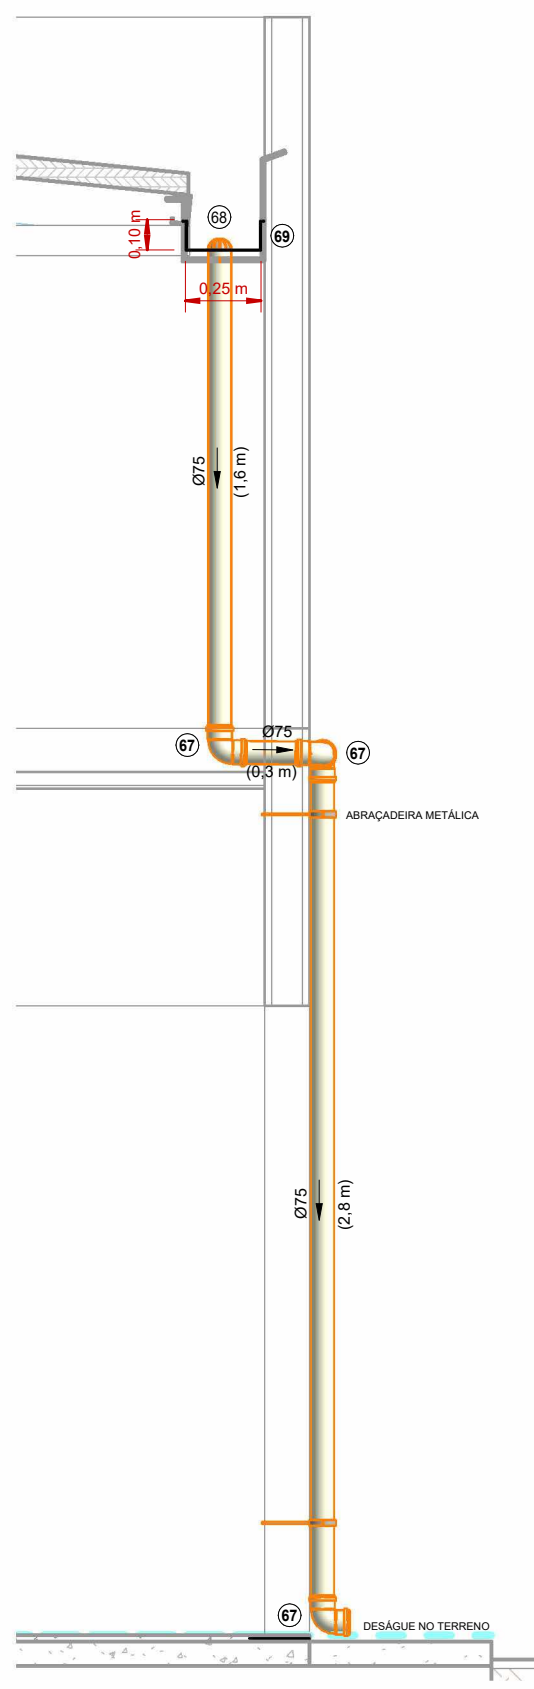 68
69
0,10 m
0,25 m
Ø75
(1,6 m)
67
Ø75
(0,3 m)
67
ABRAÇADEIRA METÁLICA
Ø75
(2,8 m)
67
DESÁGUE NO TERRENO